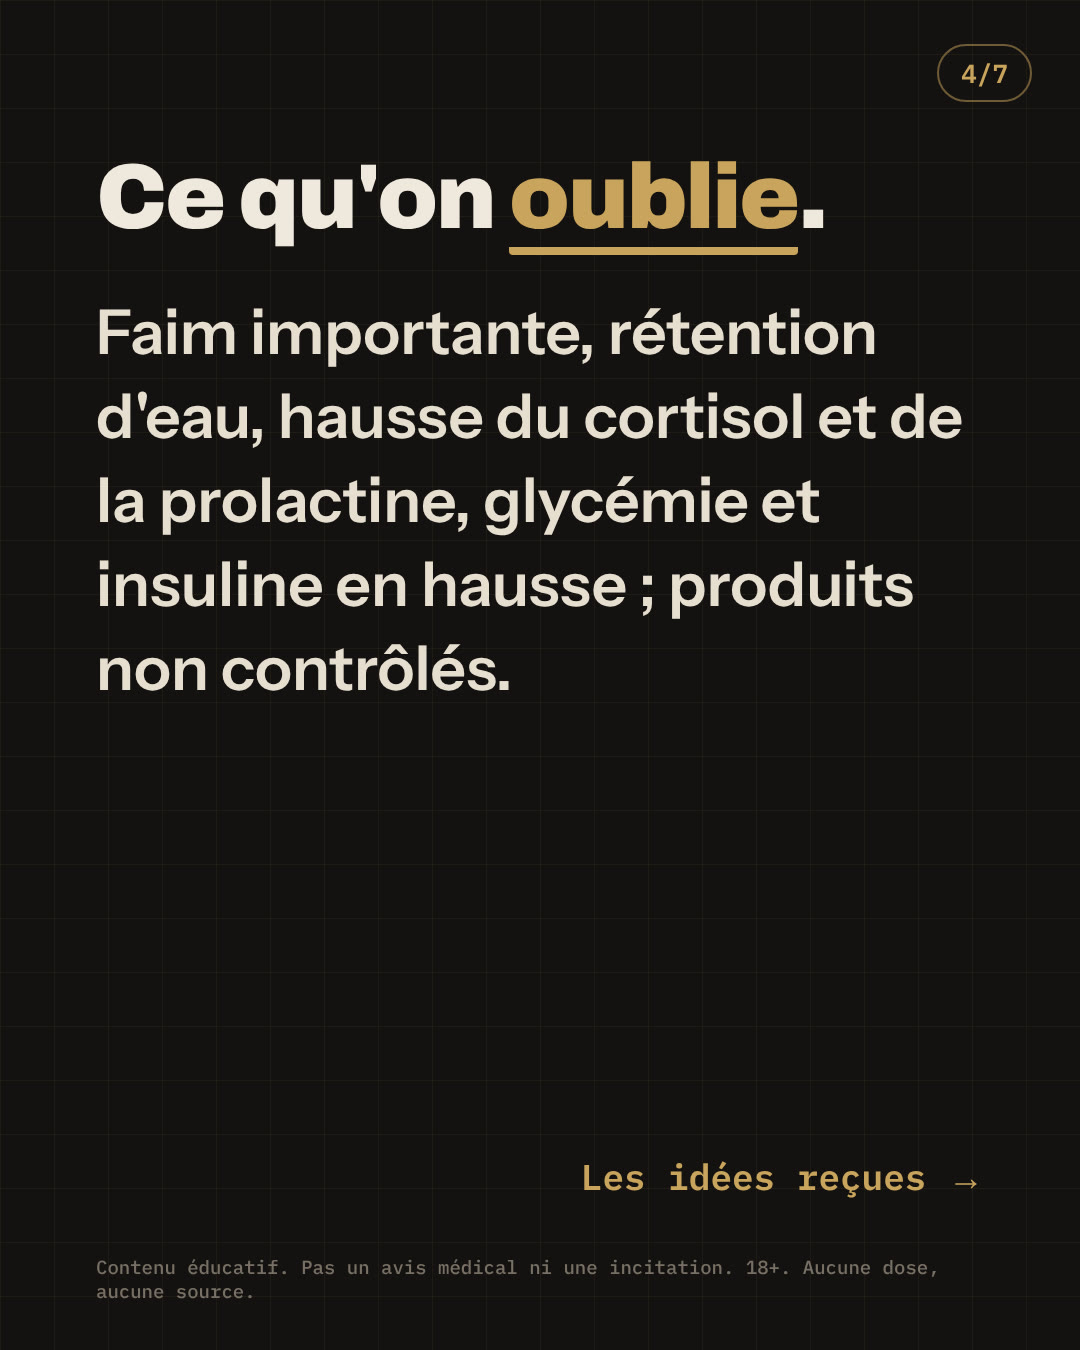 4/7
Ce qu'on oublie.
Faim importante, rétention
d'eau, hausse du cortisol et de
la prolactine, glycémie et
insuline en hausse ; produits
non contrôlés.
Les idées reçues →
Contenu éducatif. Pas un avis médical ni une incitation. 18+. Aucune dose,
aucune source.